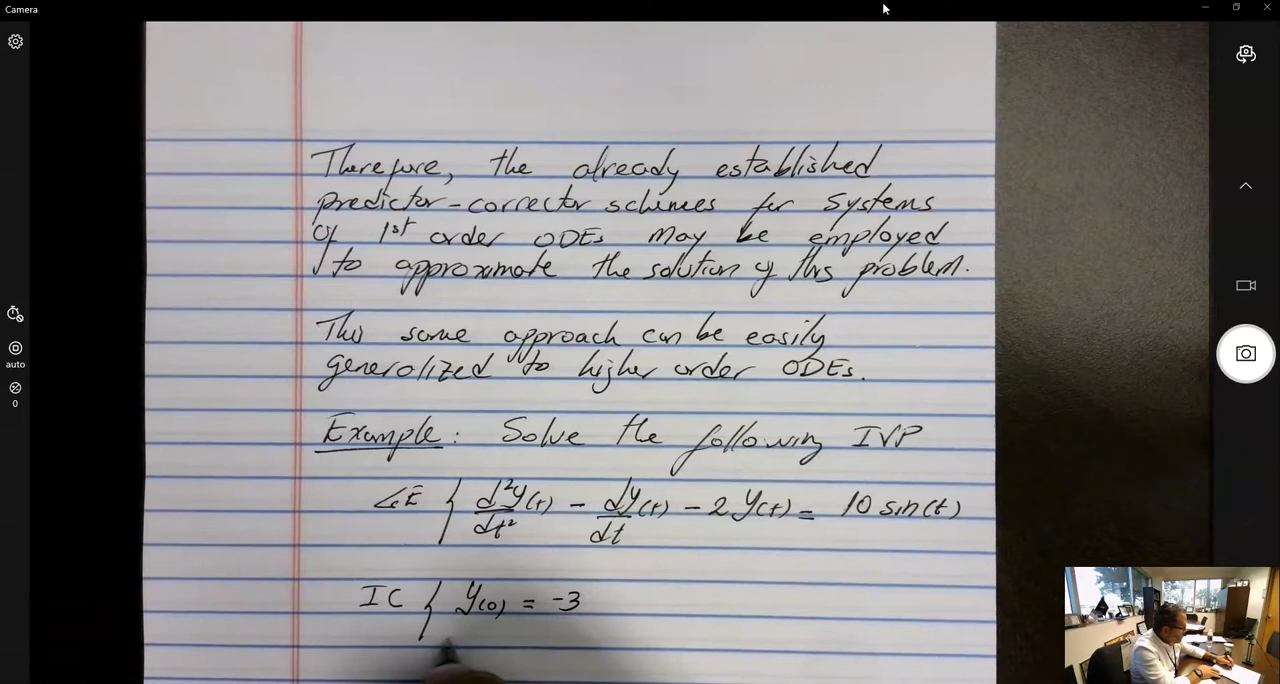 Camera
Therefore, the already established
predictor-corrector schemes for systems
of 1st order ODEs may be employed
to approximate the solution of this problem.
This same approach can be easily
generalized to higher order ODEs.
Example: Solve the following IVP
GE { d²y(t)/dt² - dy(t)/dt - 2y(t) = 10 sin(t)
IC { y(0) = -3
auto
0